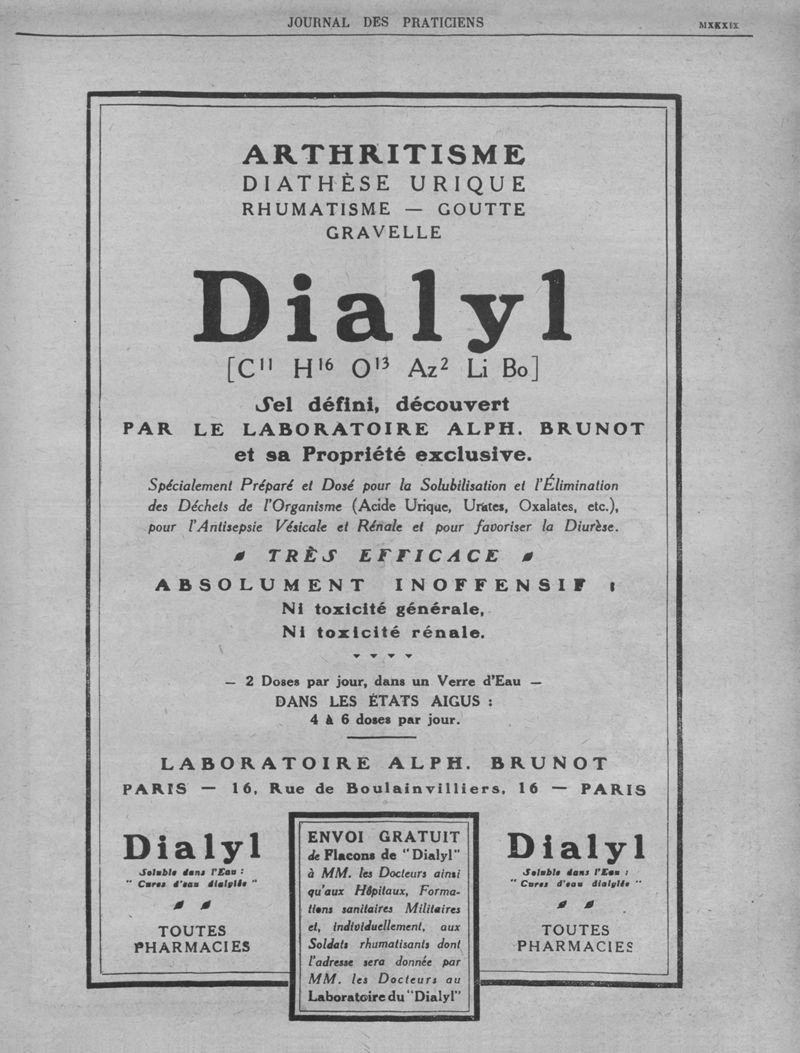 JOURNAL DES PRATICIENS
ARTHRITISME
DIATHÈSE URIQUE
RHUMATISME — GOUTTE
GRAVELLE
Dialyl
[C¹¹ H¹⁶ O¹³ Az² Li Bo]
Sel défini, découvert
PAR LE LABORATOIRE ALPH. BRUNOT
et sa Propriété exclusive.
Spécialement Préparé et Dosé pour la Solubilisation et l'Élimination
des Déchets de l'Organisme (Acide Urique, Urates, Oxalates, etc.),
pour l'Antisepsie Vésicale et Rénale et pour favoriser la Diurèse.
TRÈS EFFICACE
ABSOLUMENT INOFFENSIF :
Ni toxicité générale,
Ni toxicité rénale.
— 2 Doses par jour, dans un Verre d'Eau —
DANS LES ÉTATS AIGUS :
4 à 6 doses par jour.
LABORATOIRE ALPH. BRUNOT
PARIS — 16, Rue de Boulainvilliers, 16 — PARIS
Dialyl
Soluble dans l'Eau :
"Cures d'eau dialylée"
TOUTES
PHARMACIES
ENVOI GRATUIT
de Flacons de "Dialyl"
à MM. les Docteurs ainsi
qu'aux Hôpitaux, Forma-
tions sanitaires Militaires
et, individuellement, aux
Soldats rhumatisants dont
l'adresse sera donnée par
MM. les Docteurs au
Laboratoire du "Dialyl"
Dialyl
Soluble dans l'Eau :
"Cures d'eau dialylée"
TOUTES
PHARMACIES